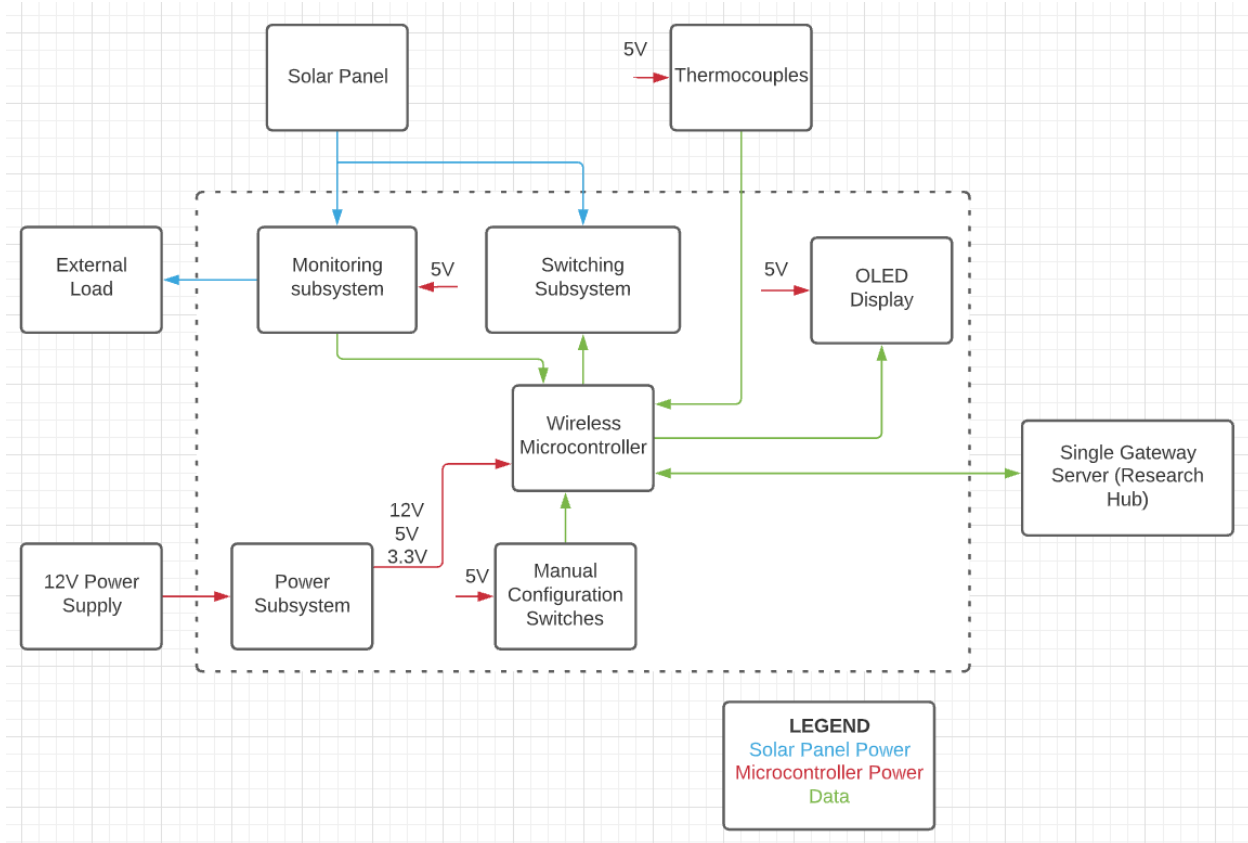 Solar Panel
5V
Thermocouples
External
Load
Monitoring
subsystem
5V
Switching
Subsystem
5V
OLED
Display
Wireless
Microcontroller
Single Gateway
Server (Research
Hub)
12V
5V
3.3V
12V Power
Supply
Power
Subsystem
5V
Manual
Configuration
Switches
LEGEND
Solar Panel Power
Microcontroller Power
Data